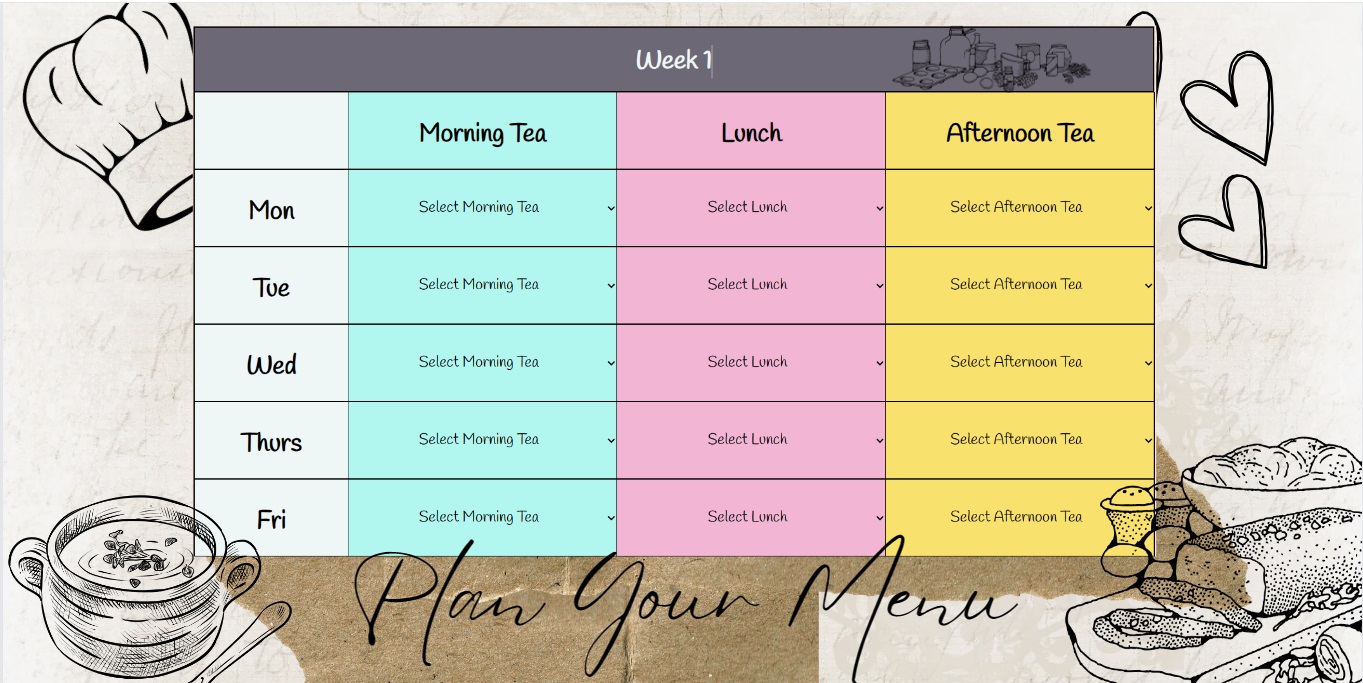 Week 1
Morning Tea Lunch Afternoon Tea
Mon Select Morning Tea Select Lunch Select Afternoon Tea
Tue Select Morning Tea Select Lunch Select Afternoon Tea
Wed Select Morning Tea Select Lunch Select Afternoon Tea
Thurs Select Morning Tea Select Lunch Select Afternoon Tea
Fri Select Morning Tea Select Lunch Select Afternoon Tea
Plan Your Menu